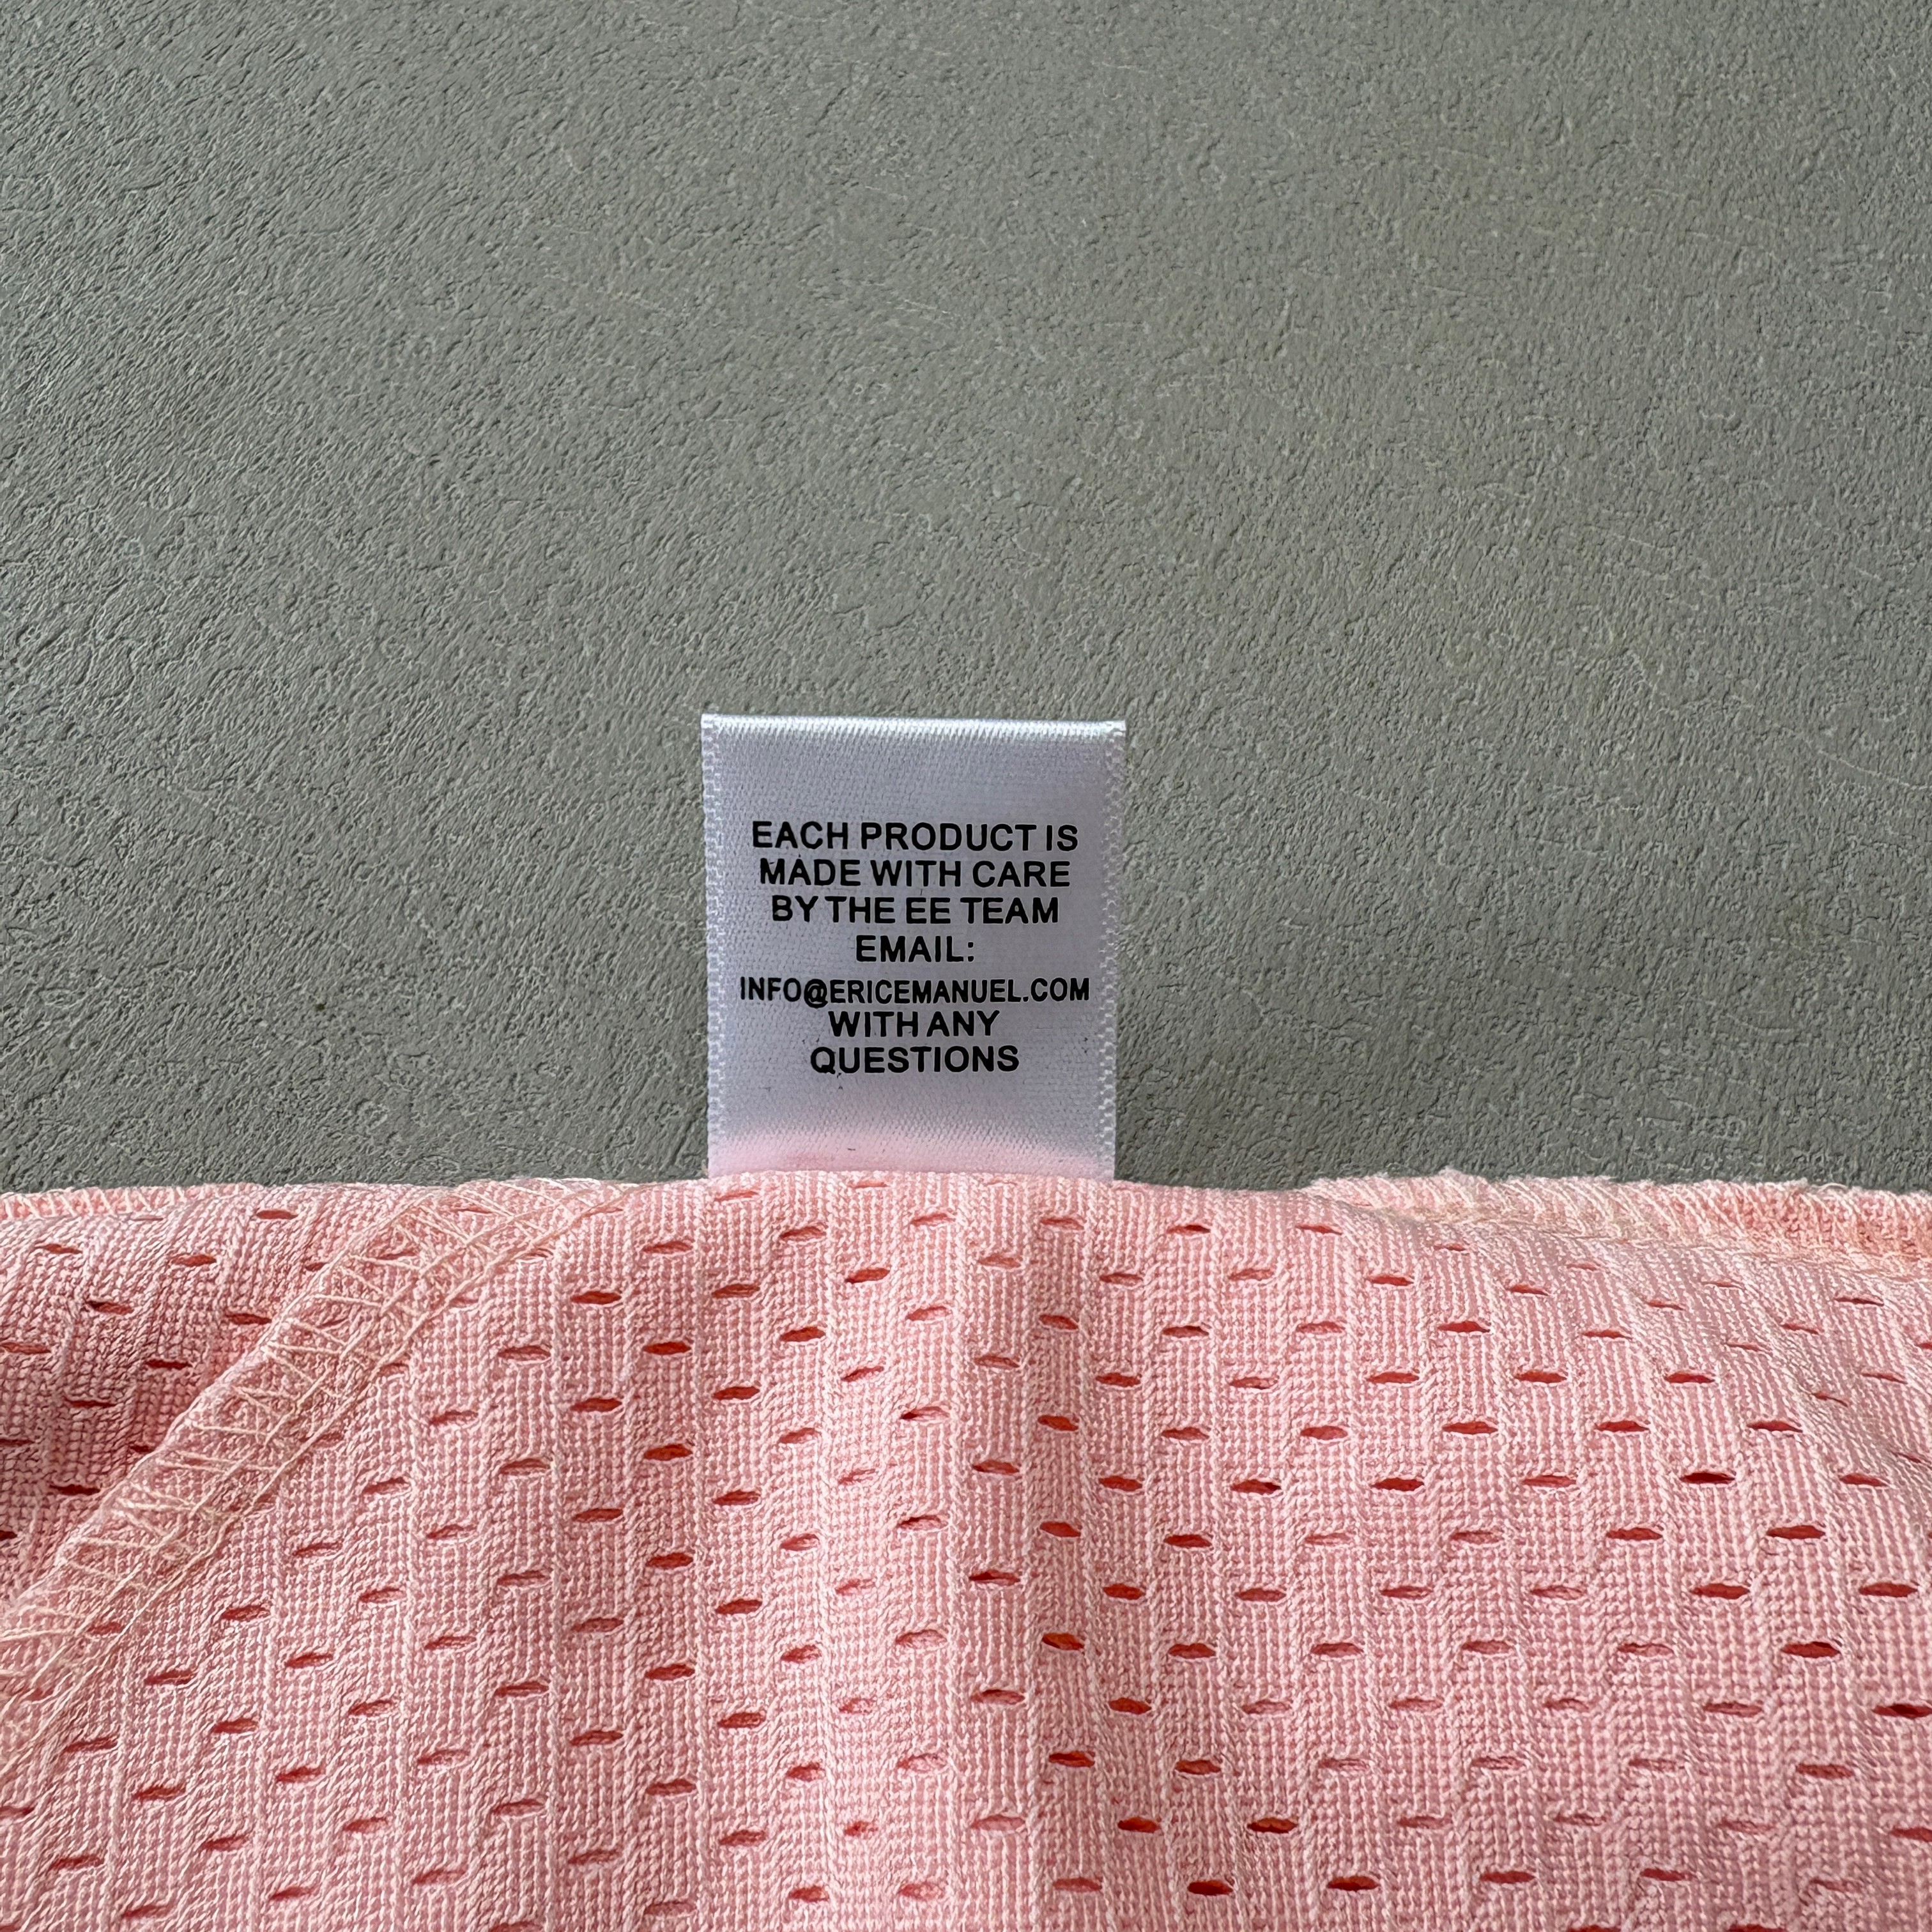 EACH PRODUCT IS
MADE WITH CARE
BY THE EE TEAM
EMAIL:
INFO@ERICEMANUEL.COM
WITH ANY
QUESTIONS